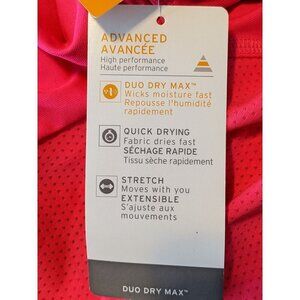 ADVANCED
AVANCÉE
High performance
Haute performance
DUO DRY MAX™
Wicks moisture fast
Repousse l'humidité
rapidement
QUICK DRYING
Fabric dries fast
SÉCHAGE RAPIDE
Tissu sèche rapidement
STRETCH
Moves with you
EXTENSIBLE
S'ajuste aux
mouvements
DUO DRY MAX™